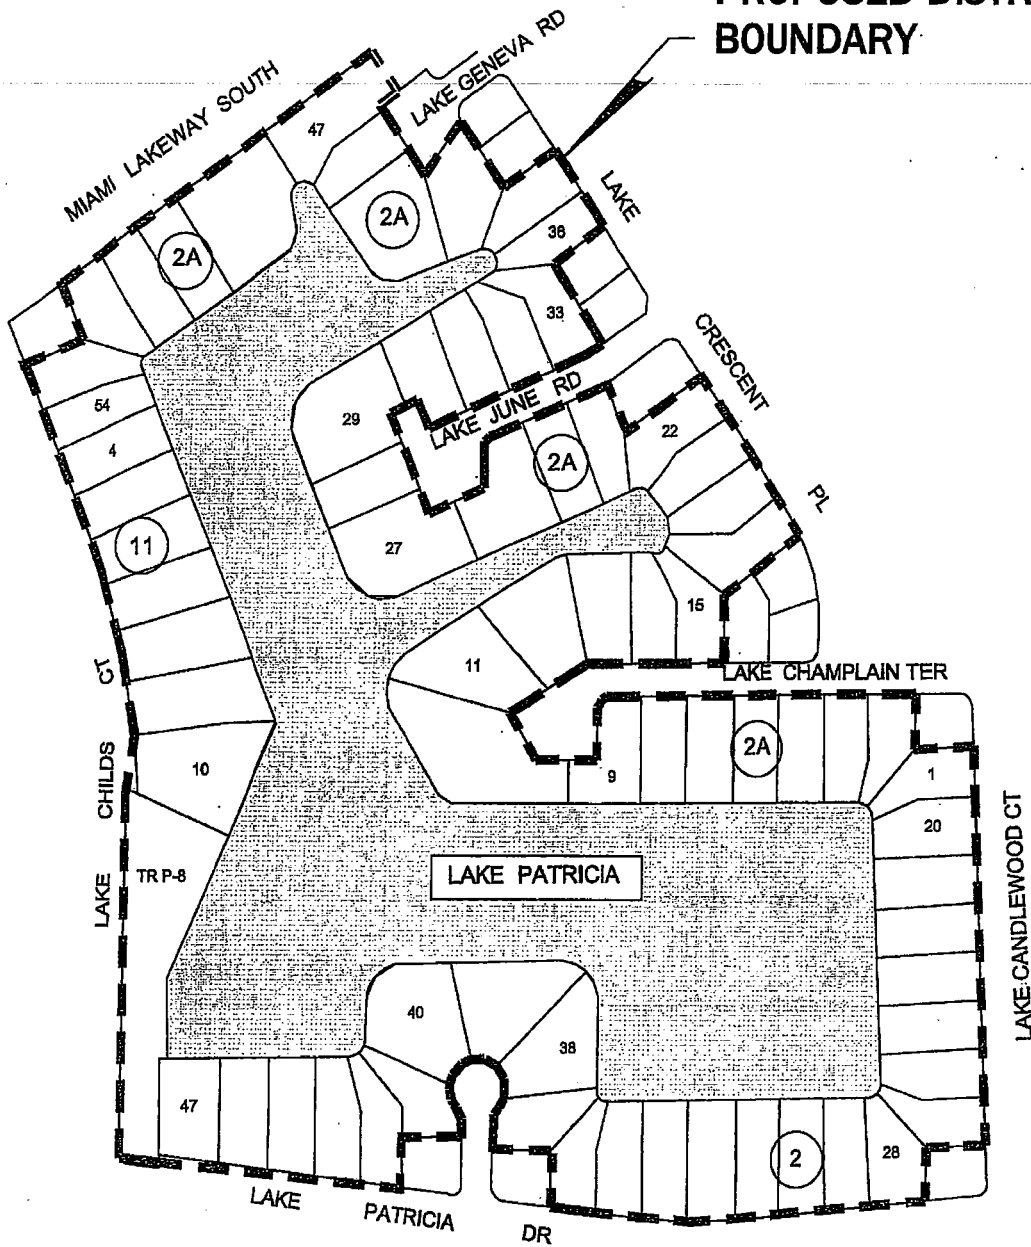 PROPOSED DISTR
BOUNDARY
MIAMI LAKEWAY SOUTH
LAKE GENEVA RD
47
2A
2A
LAKE
36
33
CRESCENT
54
29
LAKE JUNE RD
22
4
2A
PL
11
27
15
CT
11
LAKE CHAMPLAIN TER
2A
10
9
1
CHILDS
20
LAKE PATRICIA
TR P-8
LAKE
LAKE CANDLEWOOD CT
40
38
47
28
2
LAKE
PATRICIA
DR